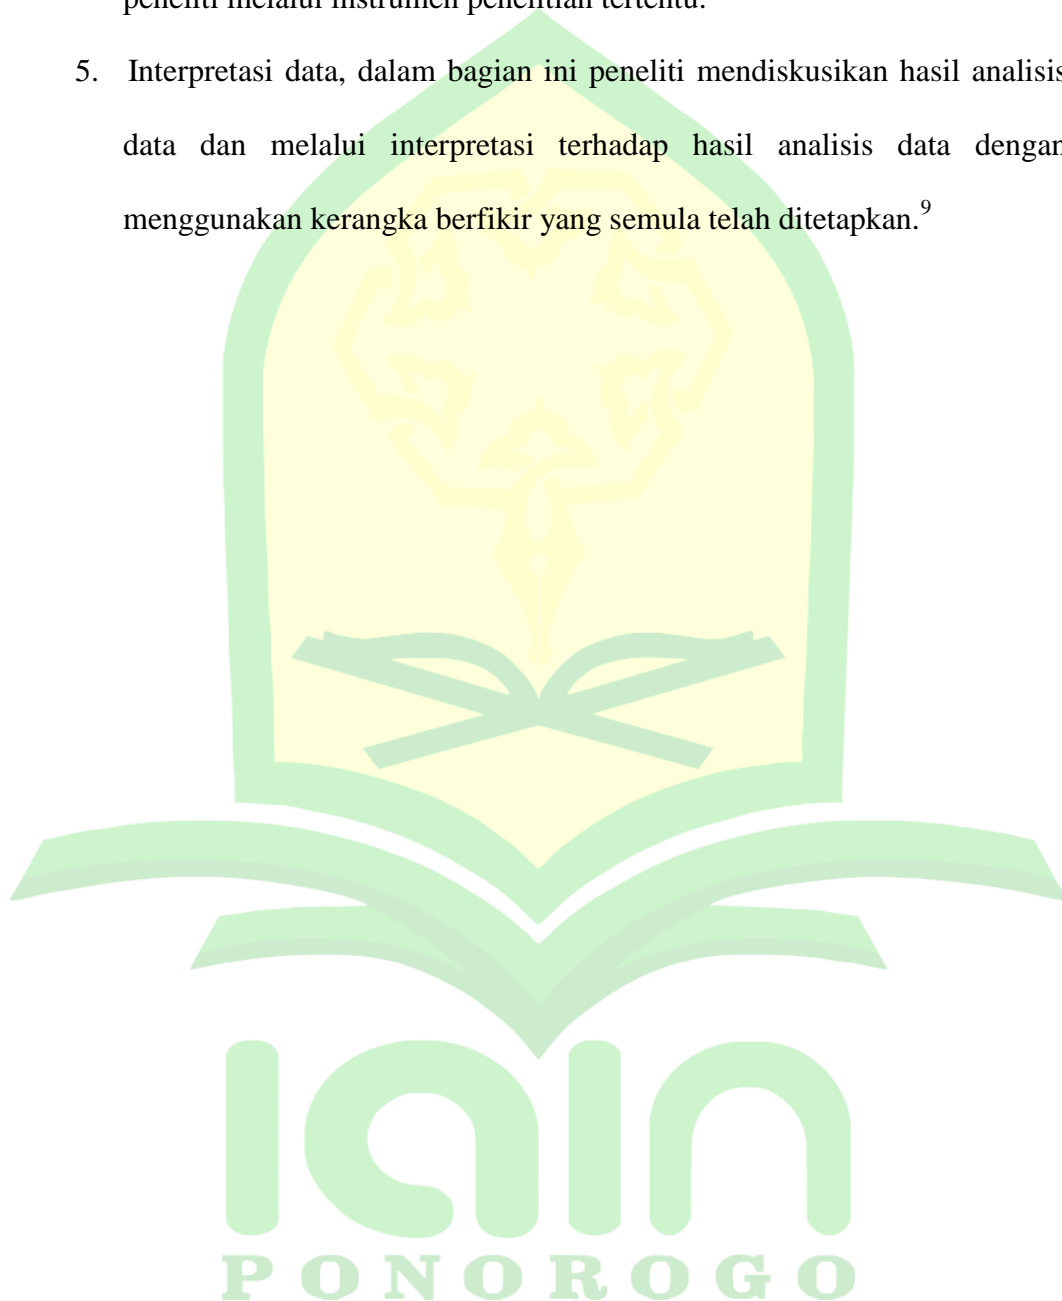 peneliti melalui instrumen penelitian tertentu.
5. Interpretasi data, dalam bagian ini peneliti mendiskusikan hasil analisis
data dan melalui interpretasi terhadap hasil analisis data dengan
menggunakan kerangka berfikir yang semula telah ditetapkan.9
IAIN
PONOROGO